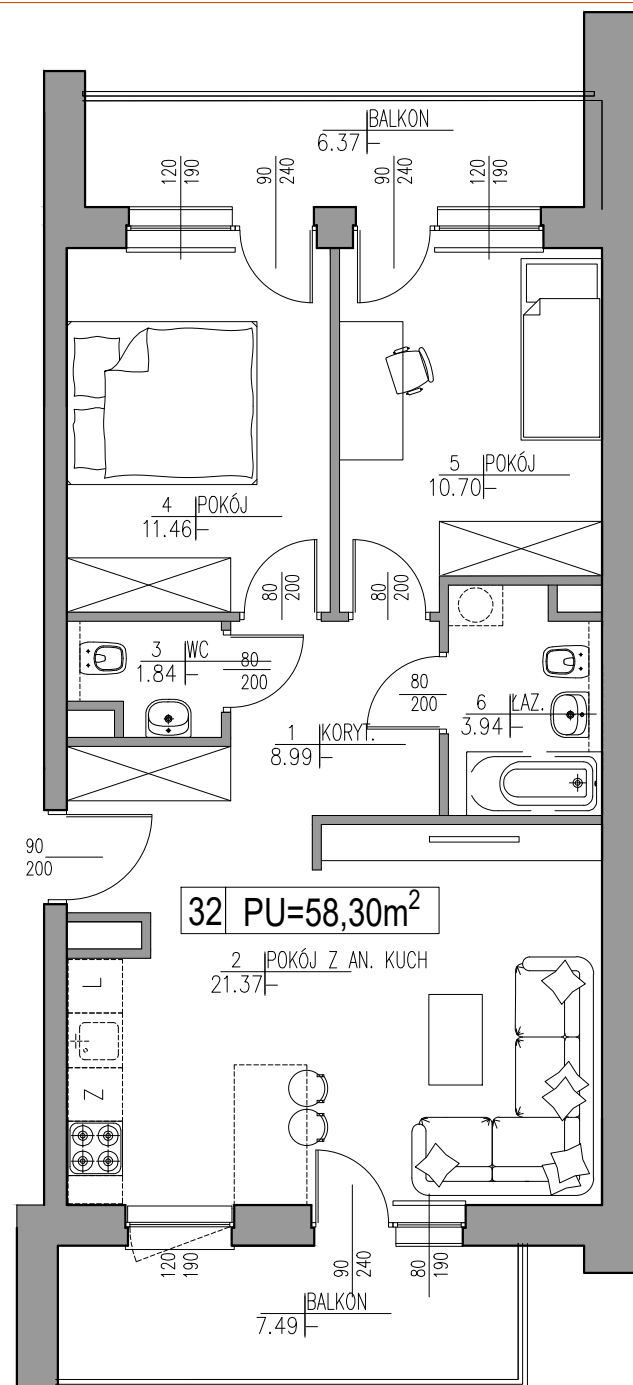 BALKON
6.37
120
190
90
240
90
240
120
190
5 POKÓJ
10.70
4 POKÓJ
11.46
80
200
80
200
3 WC
1.84
80
200
80
200
6 ŁAZ.
3.94
1 KORYT.
8.99
90
200
32 PU=58,30m²
2 POKÓJ Z AN. KUCH
21.37
L
Z
120
190
90
240
80
190
BALKON
7.49